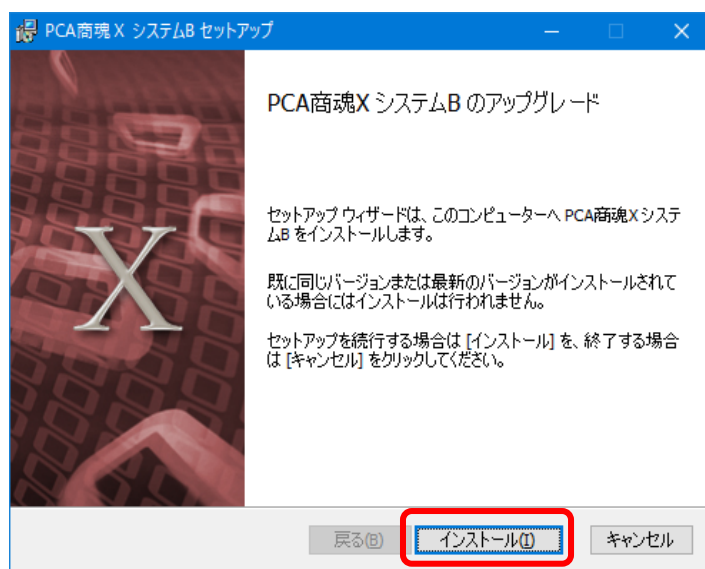 PCA商魂 X システムB セットアップ
PCA商魂X システムB のアップグレード
セットアップ ウィザードは、このコンピューターへ PCA商魂X システ
ムB をインストールします。
既に同じバージョンまたは最新のバージョンがインストールされて
いる場合にはインストールは行われません。
セットアップを続行する場合は [インストール] を、終了する場合
は [キャンセル] をクリックしてください。
X
戻る(B)
インストール(I)
キャンセル